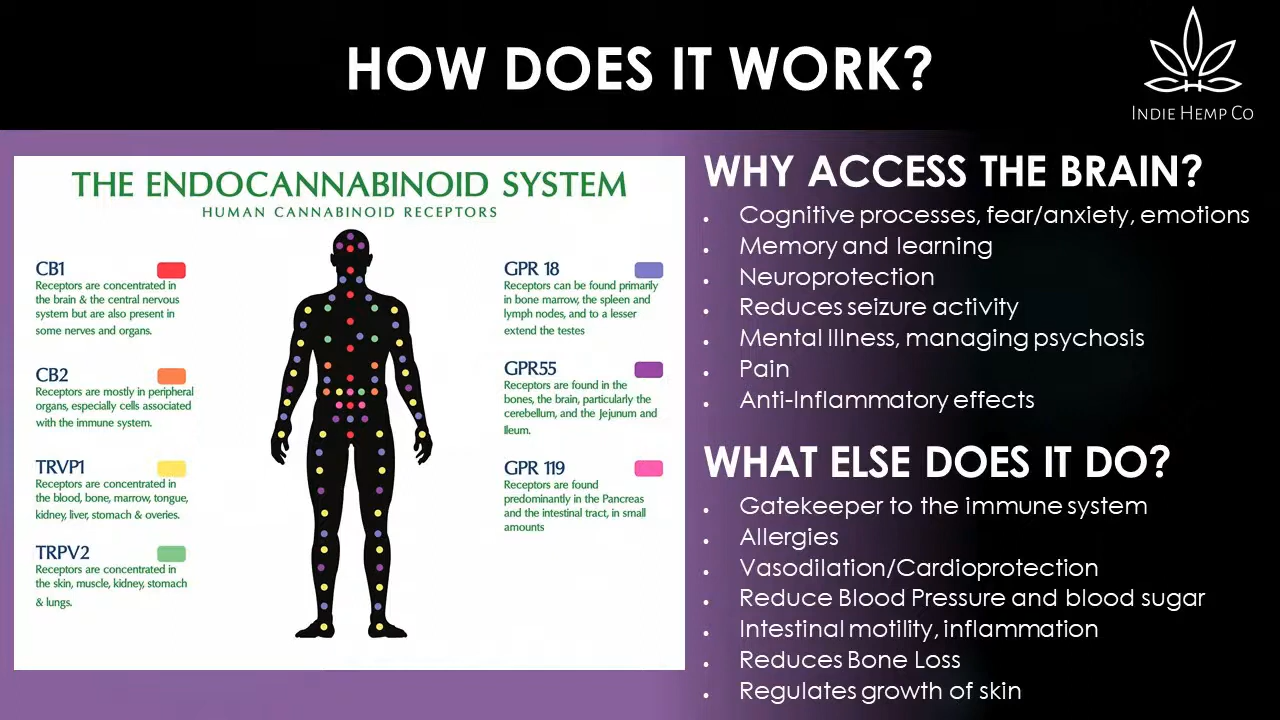 HOW DOES IT WORK?
INDIE HEMP CO
THE ENDOCANNABINOID SYSTEM
HUMAN CANNABINOID RECEPTORS
CB1
Receptors are concentrated in
the brain & the central nervous
system but are also present in
some nerves and organs.
CB2
Receptors are mostly in peripheral
organs, especially cells associated
with the immune system.
TRVP1
Receptors are concentrated in
the blood, bone, marrow, tongue,
kidney, liver, stomach & overies.
TRPV2
Receptors are concentrated in
the skin, muscle, kidney, stomach
& lungs.
GPR 18
Receptors can be found primarily
in bone marrow, the spleen and
lymph nodes, and to a lesser
extend the testes
GPR55
Receptors are found in the
bones, the brain, particularly the
cerebellum, and the Jejunum and
Ileum.
GPR 119
Receptors are found
predominantly in the Pancreas
and the intestinal tract, in small
amounts
WHY ACCESS THE BRAIN?
• Cognitive processes, fear/anxiety, emotions
• Memory and learning
• Neuroprotection
• Reduces seizure activity
• Mental Illness, managing psychosis
• Pain
• Anti-Inflammatory effects
WHAT ELSE DOES IT DO?
• Gatekeeper to the immune system
• Allergies
• Vasodilation/Cardioprotection
• Reduce Blood Pressure and blood sugar
• Intestinal motility, inflammation
• Reduces Bone Loss
• Regulates growth of skin